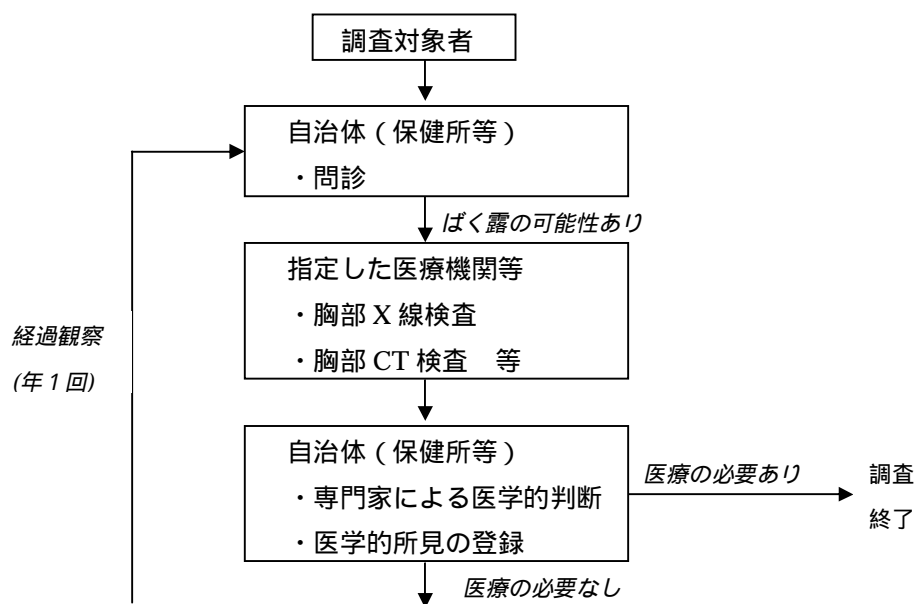 調査対象者
自治体（保健所等）
・問診
ばく露の可能性あり
指定した医療機関等
・胸部 X 線検査
・胸部 CT 検査　等
経過観察
(年 1 回)
自治体（保健所等）
・専門家による医学的判断
・医学的所見の登録
医療の必要あり
調査
終了
医療の必要なし